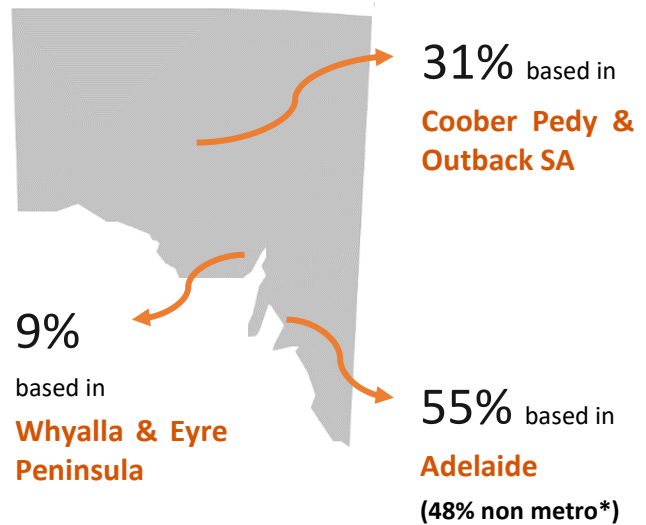 31% based in
Coober Pedy &
Outback SA
9%
based in
Whyalla & Eyre
Peninsula
55% based in
Adelaide
(48% non metro*)